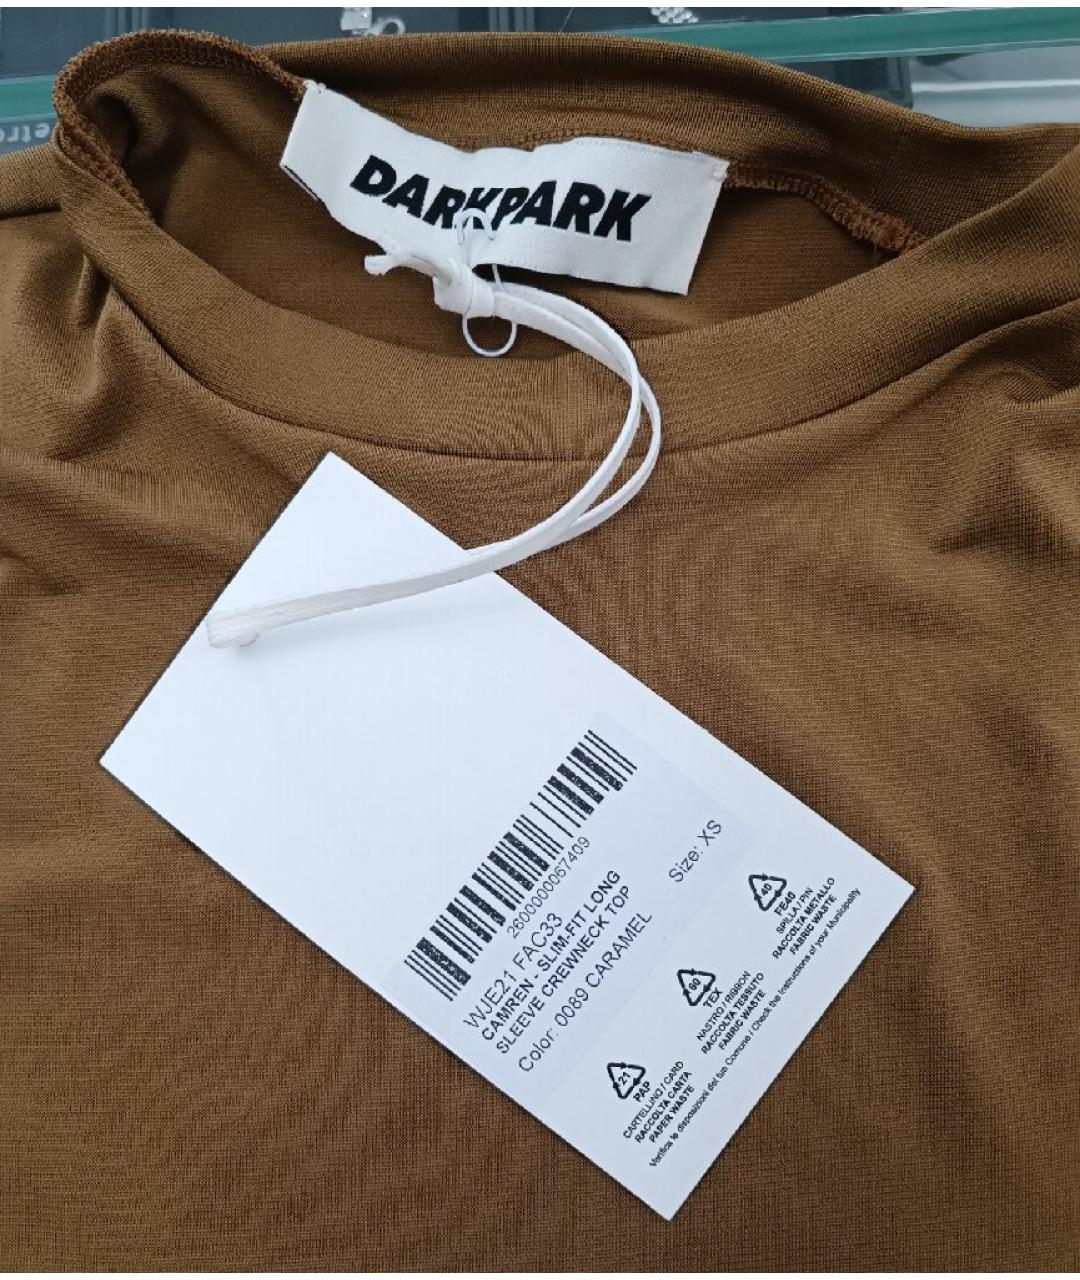 DARKPARK
2600000067409
WJE21 FAC33
CAMREN - SLIM-FIT LONG
SLEEVE CREWNECK TOP
Color: 0089 CARAMEL
Size: XS
21
PAP
CARTELLINO / CARD
RACCOLTA CARTA
PAPER WASTE
60
TEX
NASTRO / RIBBON
RACCOLTA TESSUTO
FABRIC WASTE
40
FE40
SPILLA / PIN
RACCOLTA METALLO
FABRIC WASTE
Verifica le disposizioni del tuo Comune / Check the instructions of your Municipality